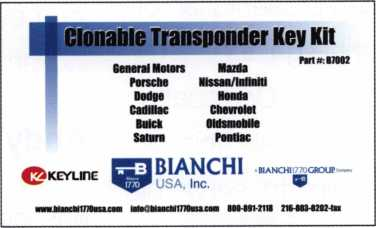 Clonable Transponder Key Kit
Part #: B7002
General Motors Mazda
Porsche Nissan/Infiniti
Dodge Honda
Cadillac Chevrolet
Buick Oldsmobile
Saturn Pontiac
KEYLINE
B
Since
1770
BIANCHI
USA, Inc.
A BIANCHI 1770 GROUP Company
www.bianchi1770usa.com info@bianchi1770usa.com 800-891-2118 216-803-0202-fax